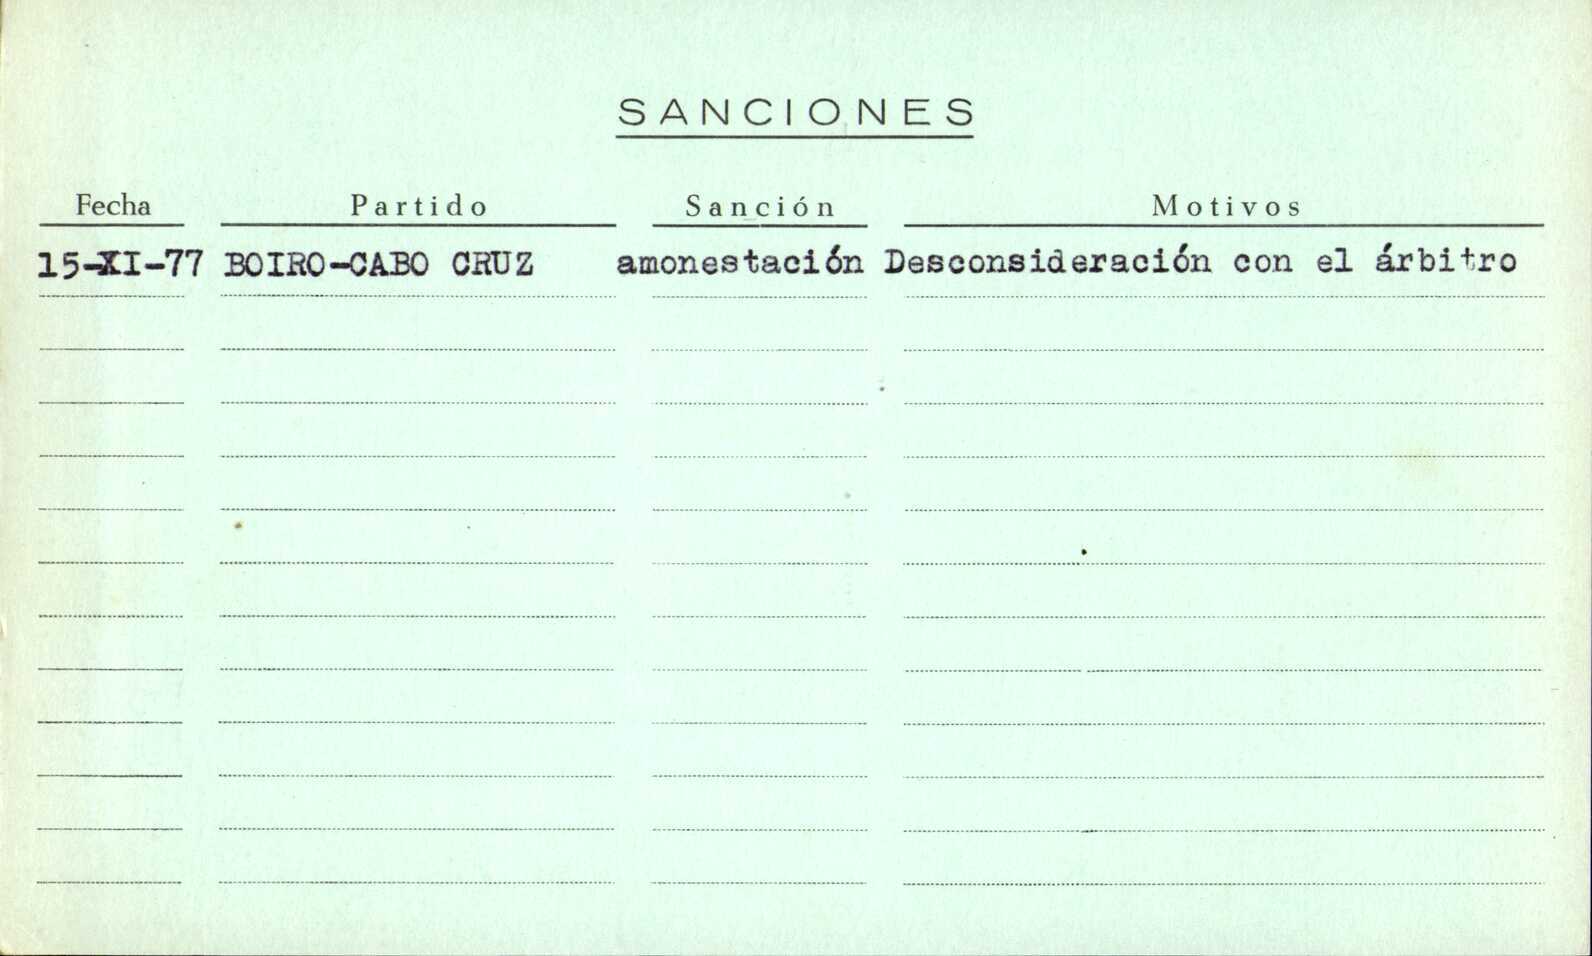 SANCIONES
Fecha Partido Sanción Motivos
15-XI-77 BOIRO-CABO CRUZ amonestación Desconsideración con el árbitro